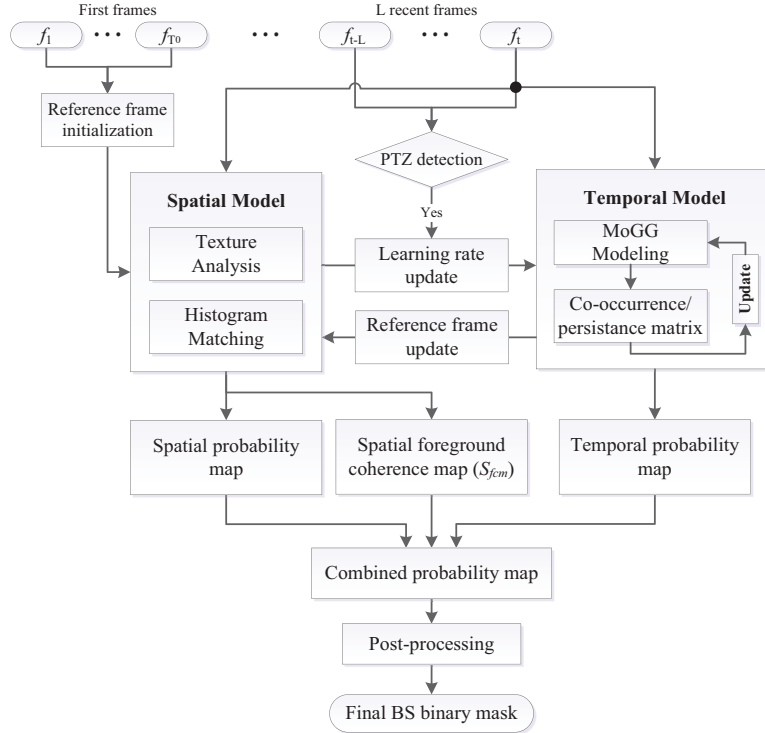 First frames
L recent frames
f1 ••• fT0 ••• ft-L ••• ft
Reference frame
initialization
PTZ detection
Yes
Spatial Model
Texture
Analysis
Histogram
Matching
Learning rate
update
Reference frame
update
Temporal Model
MoGG
Modeling
Co-occurrence/
persistance matrix
Update
Spatial probability
map
Spatial foreground
coherence map (Sfcm)
Temporal probability
map
Combined probability map
Post-processing
Final BS binary mask